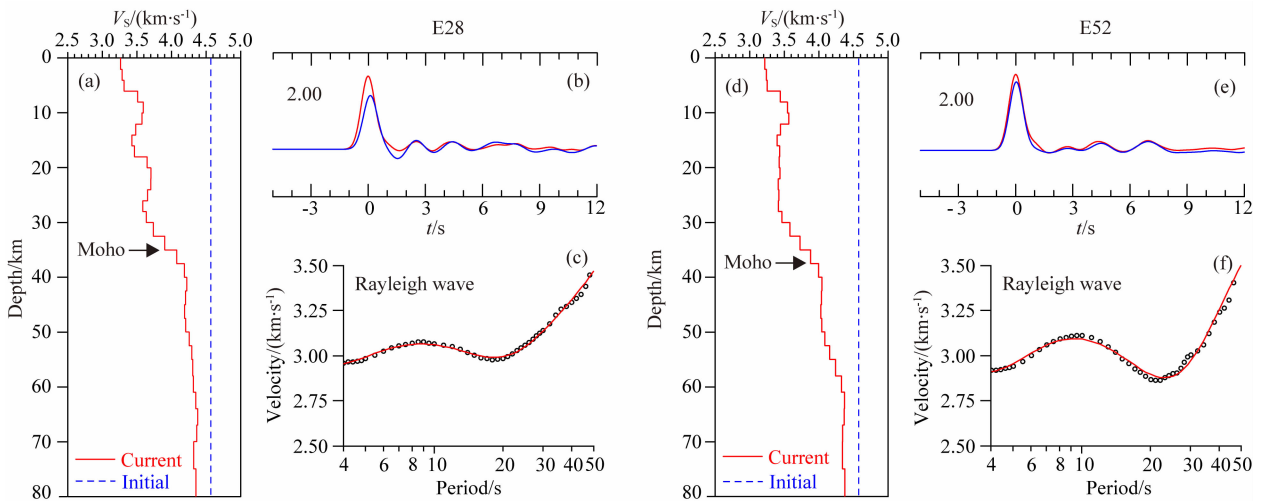 V_S/(km·s⁻¹)
2.5 3.0 3.5 4.0 4.5 5.0
0
10
20
30
40
50
60
70
80
Depth/km
(a)
Moho
Current
Initial
E28
2.00
(b)
-3 0 3 6 9 12
t/s
(c)
Rayleigh wave
3.50
3.25
3.00
2.75
2.50
Velocity/(km·s⁻¹)
4 6 8 10 20 30 40 50
Period/s
V_S/(km·s⁻¹)
2.5 3.0 3.5 4.0 4.5 5.0
0
10
20
30
40
50
60
70
80
Depth/km
(d)
Moho
Current
Initial
E52
2.00
(e)
-3 0 3 6 9 12
t/s
(f)
Rayleigh wave
3.50
3.25
3.00
2.75
2.50
Velocity/(km·s⁻¹)
4 6 8 10 20 30 40 50
Period/s